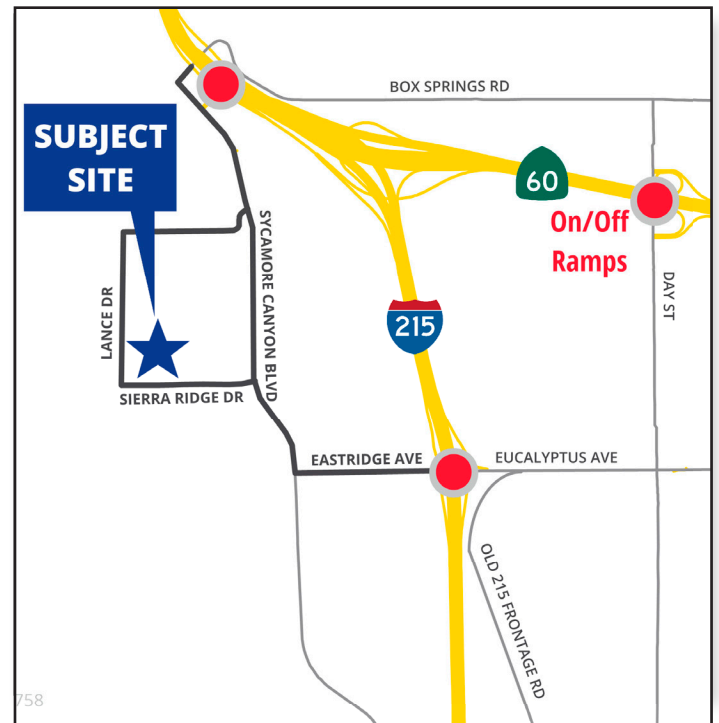 BOX SPRINGS RD
SUBJECT
SITE
60
On/Off
Ramps
SYCAMORE CANYON BLVD
LANCE DR
DAY ST
215
SIERRA RIDGE DR
EASTRIDGE AVE
EUCALYPTUS AVE
OLD 215 FRONTAGE RD
758